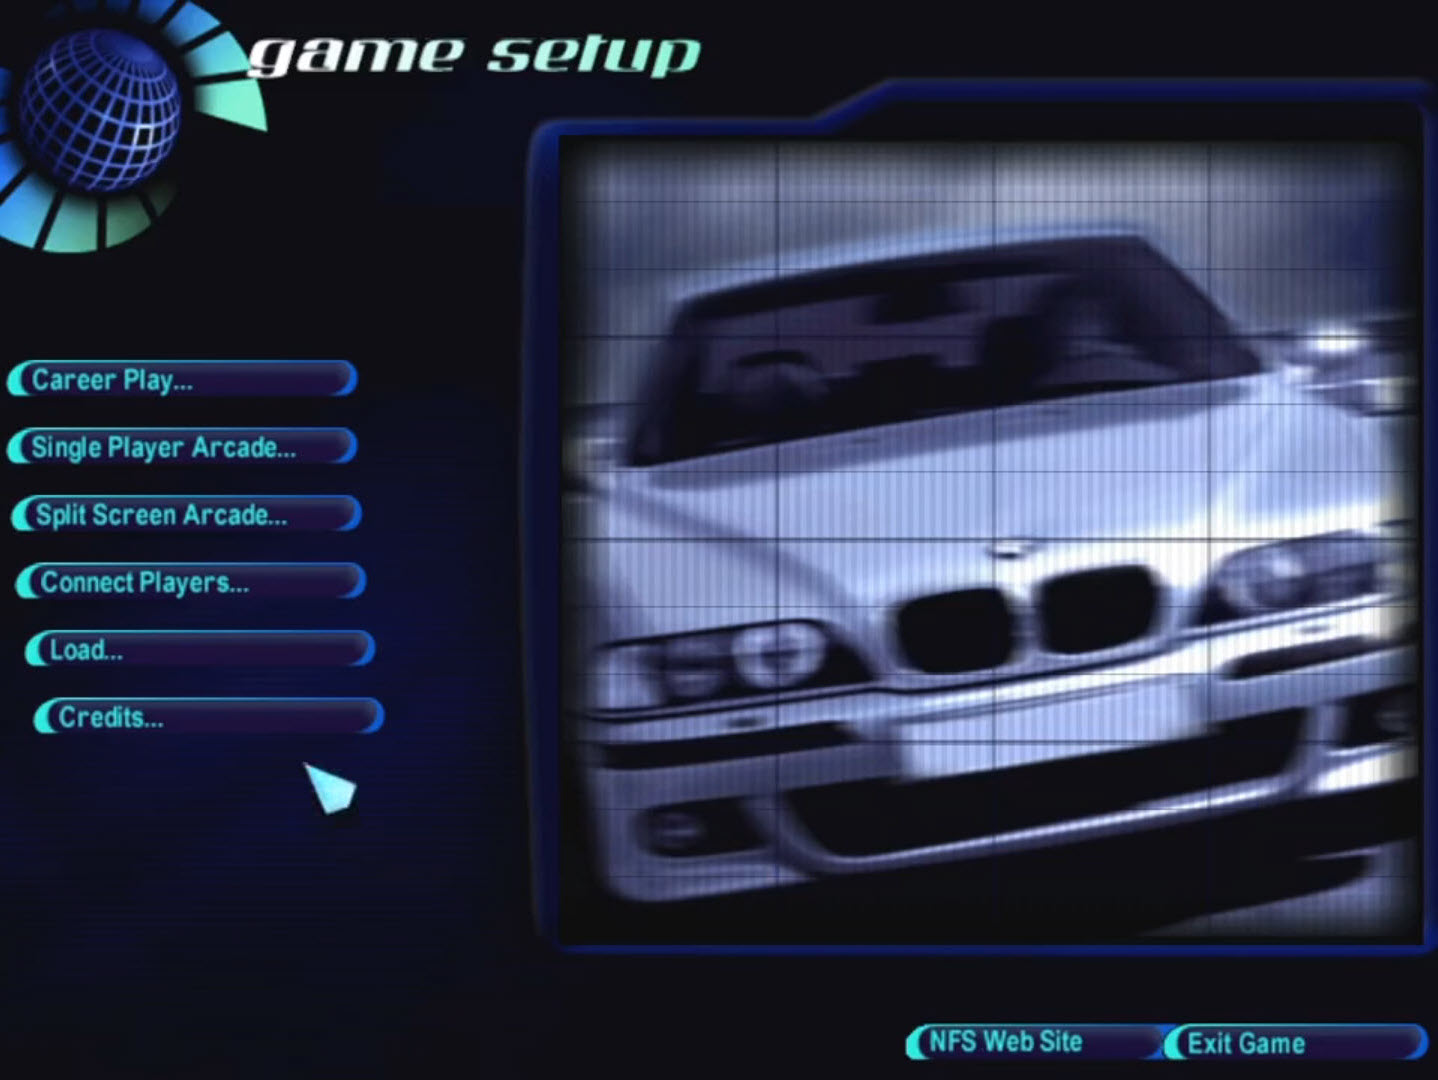 game setup
Career Play...
Single Player Arcade...
Split Screen Arcade...
Connect Players...
Load...
Credits...
NFS Web Site
Exit Game